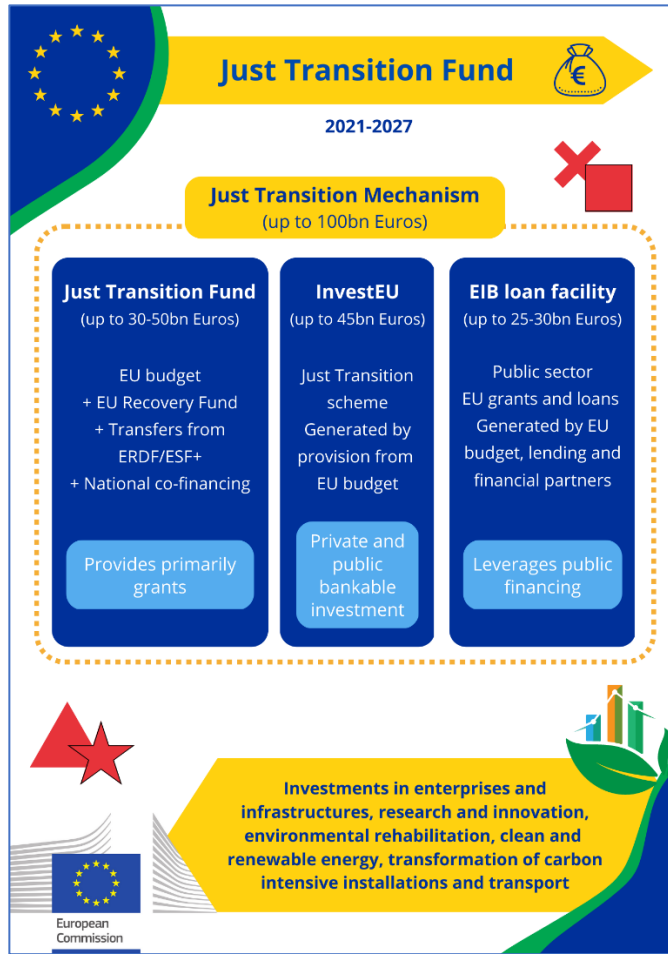 Just Transition Fund
€
2021-2027
Just Transition Mechanism
(up to 100bn Euros)
Just Transition Fund
(up to 30-50bn Euros)
EU budget
+ EU Recovery Fund
+ Transfers from
ERDF/ESF+
+ National co-financing
Provides primarily
grants
InvestEU
(up to 45bn Euros)
Just Transition
scheme
Generated by
provision from
EU budget
Private and
public
bankable
investment
EIB loan facility
(up to 25-30bn Euros)
Public sector
EU grants and loans
Generated by EU
budget, lending and
financial partners
Leverages public
financing
Investments in enterprises and
infrastructures, research and innovation,
environmental rehabilitation, clean and
renewable energy, transformation of carbon
intensive installations and transport
European
Commission